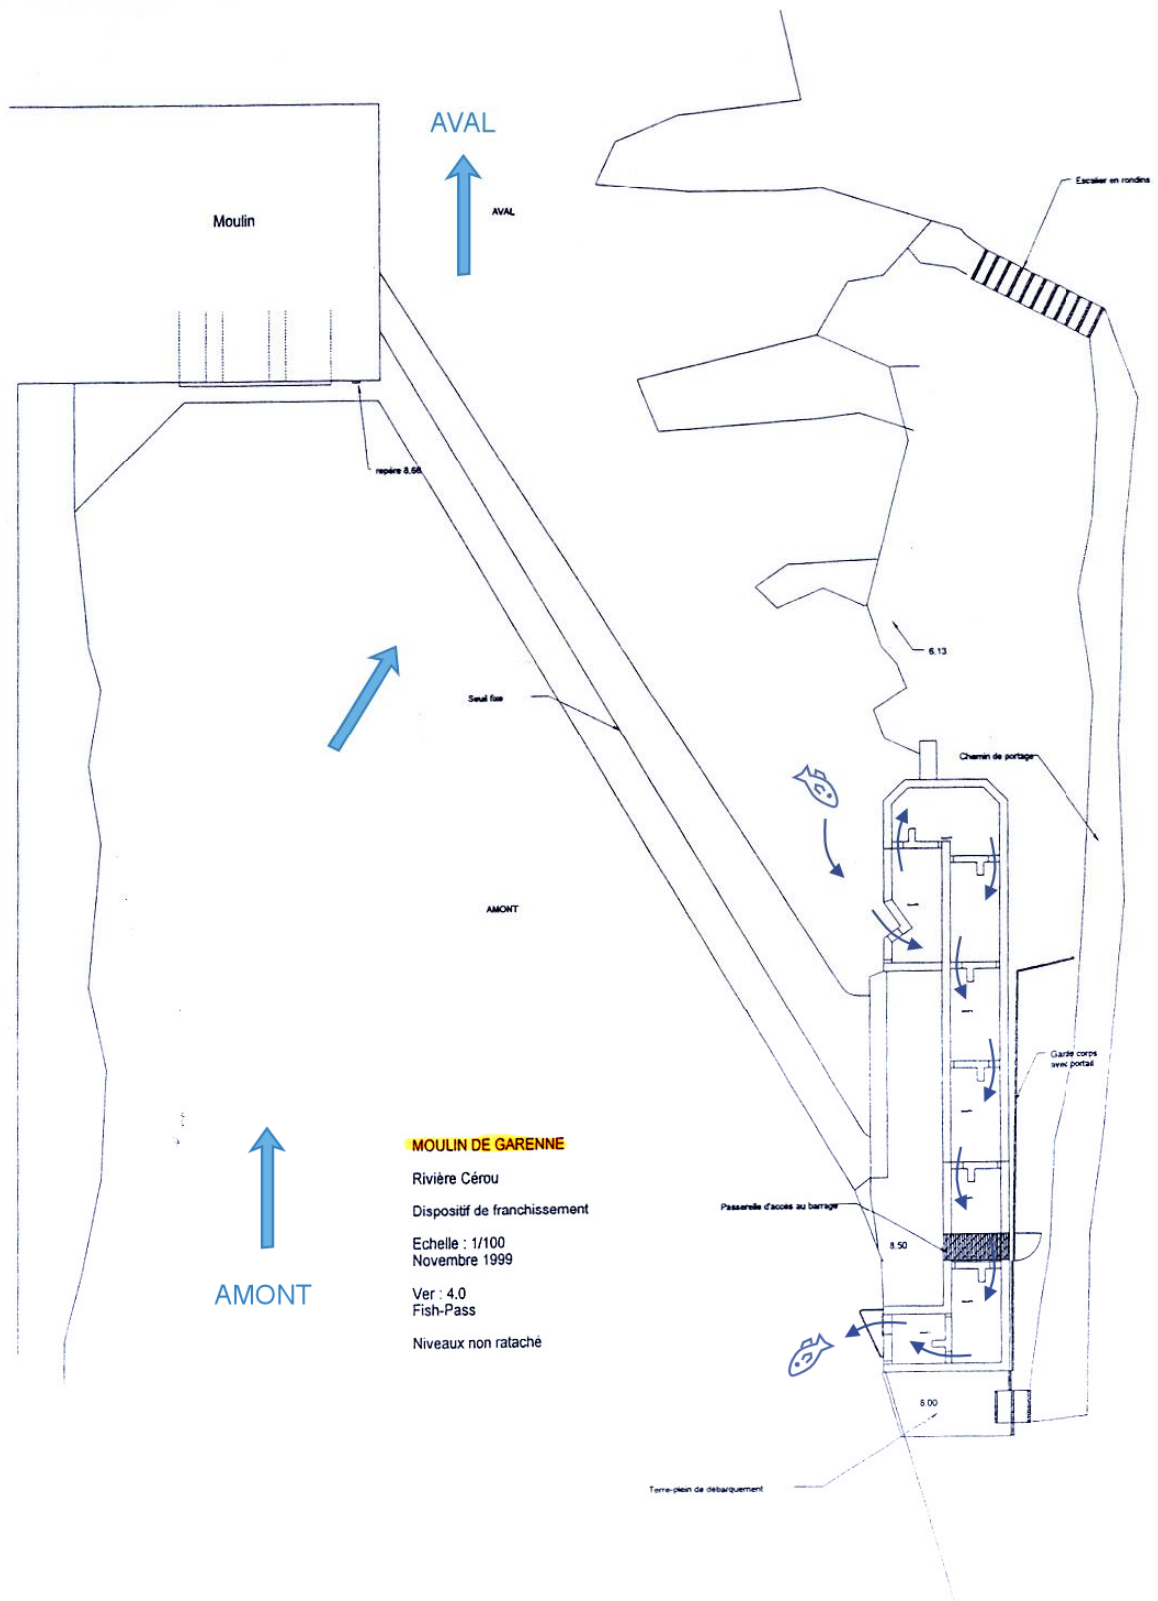 AVAL
AVAL
Escalier en rondins
Moulin
repère 8.66
6.13
Seuil fixe
Chemin de portage
AMONT
Garde corps
avec portail
MOULIN DE GARENNE
Rivière Cérou
Dispositif de franchissement
Echelle : 1/100
Novembre 1999
Ver : 4.0
Fish-Pass
Niveaux non rataché
Passerelle d'accès au barrage
8.50
AMONT
8.00
Terre-plein de débarquement